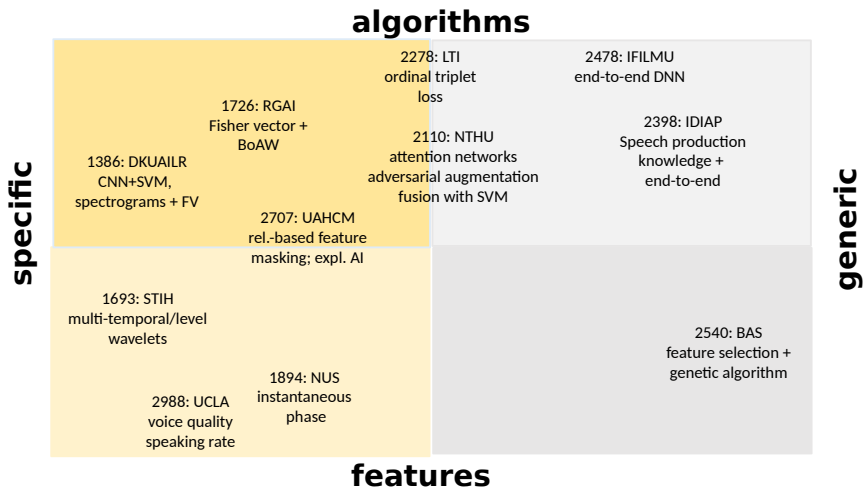 algorithms
2278: LTI
ordinal triplet
loss
2478: IFILMU
end-to-end DNN
1726: RGAI
Fisher vector +
BoAW
2398: IDIAP
Speech production
knowledge +
end-to-end
2110: NTHU
attention networks
adversarial augmentation
fusion with SVM
1386: DKUAILR
CNN+SVM,
spectrograms + FV
specific
generic
2707: UAHCM
rel.-based feature
masking; expl. AI
1693: STIH
multi-temporal/level
wavelets
2540: BAS
feature selection +
genetic algorithm
1894: NUS
instantaneous
phase
2988: UCLA
voice quality
speaking rate
features